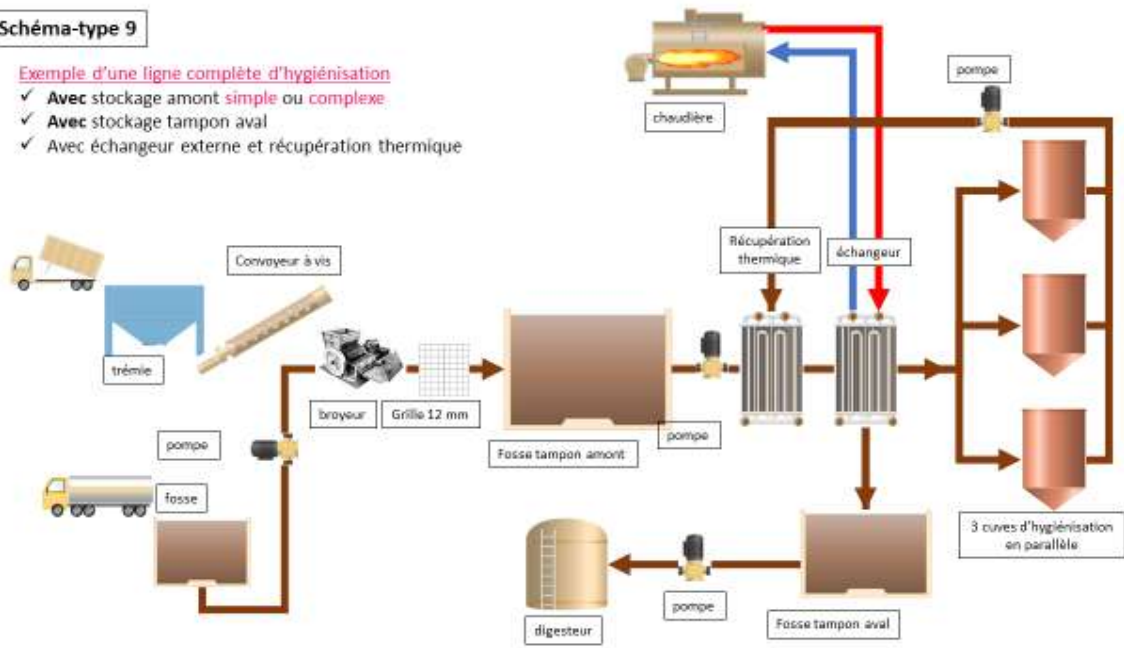 Schéma-type 9
Exemple d'une ligne complète d'hygiénisation
✓ Avec stockage amont simple ou complexe
✓ Avec stockage tampon aval
✓ Avec échangeur externe et récupération thermique
chaudière
pompe
Convoyeur à vis
Récupération
thermique
échangeur
trémie
broyeur
Grille 12 mm
pompe
Fosse tampon amont
pompe
fosse
3 cuves d'hygiénisation
en parallèle
digesteur
pompe
Fosse tampon aval